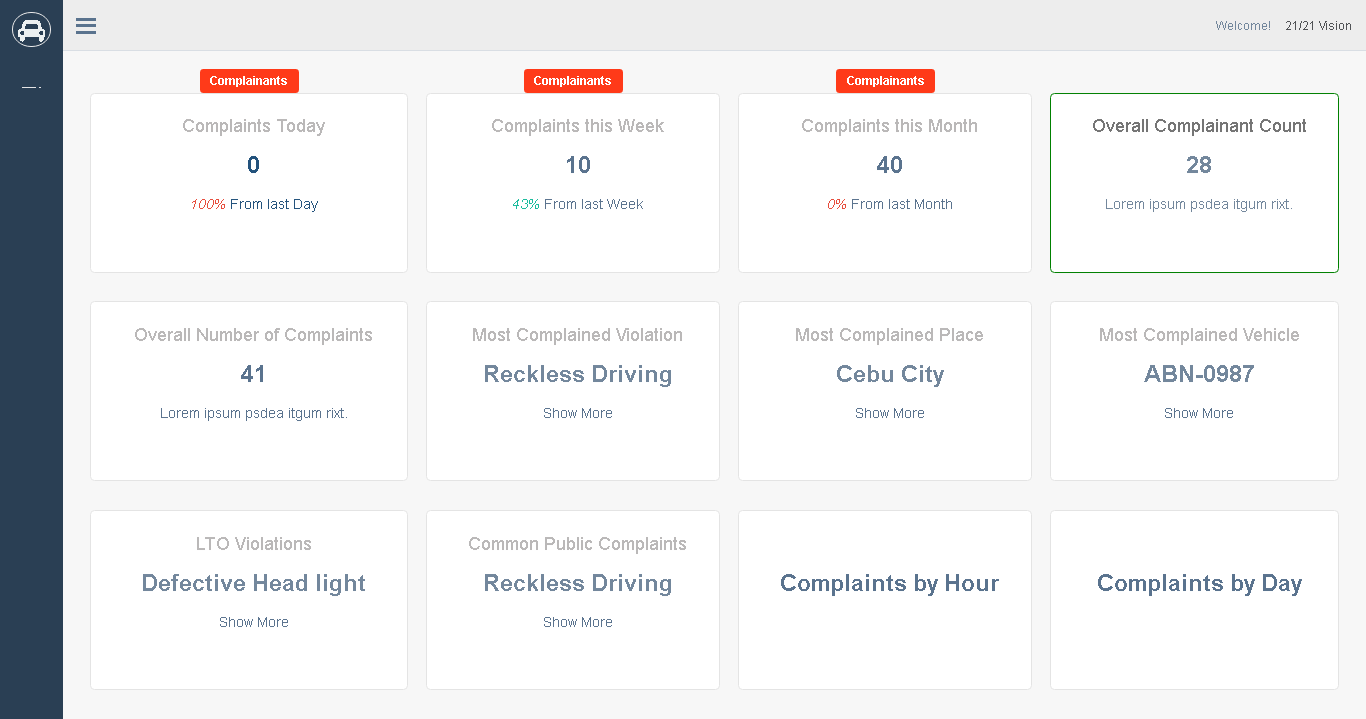 Welcome! 21/21 Vision
Complainants
Complaints Today
0
100% From last Day
Complainants
Complaints this Week
10
43% From last Week
Complainants
Complaints this Month
40
0% From last Month
Overall Complainant Count
28
Lorem ipsum psdea itgum rixt.
Overall Number of Complaints
41
Lorem ipsum psdea itgum rixt.
Most Complained Violation
Reckless Driving
Show More
Most Complained Place
Cebu City
Show More
Most Complained Vehicle
ABN-0987
Show More
LTO Violations
Defective Head light
Show More
Common Public Complaints
Reckless Driving
Show More
Complaints by Hour
Complaints by Day